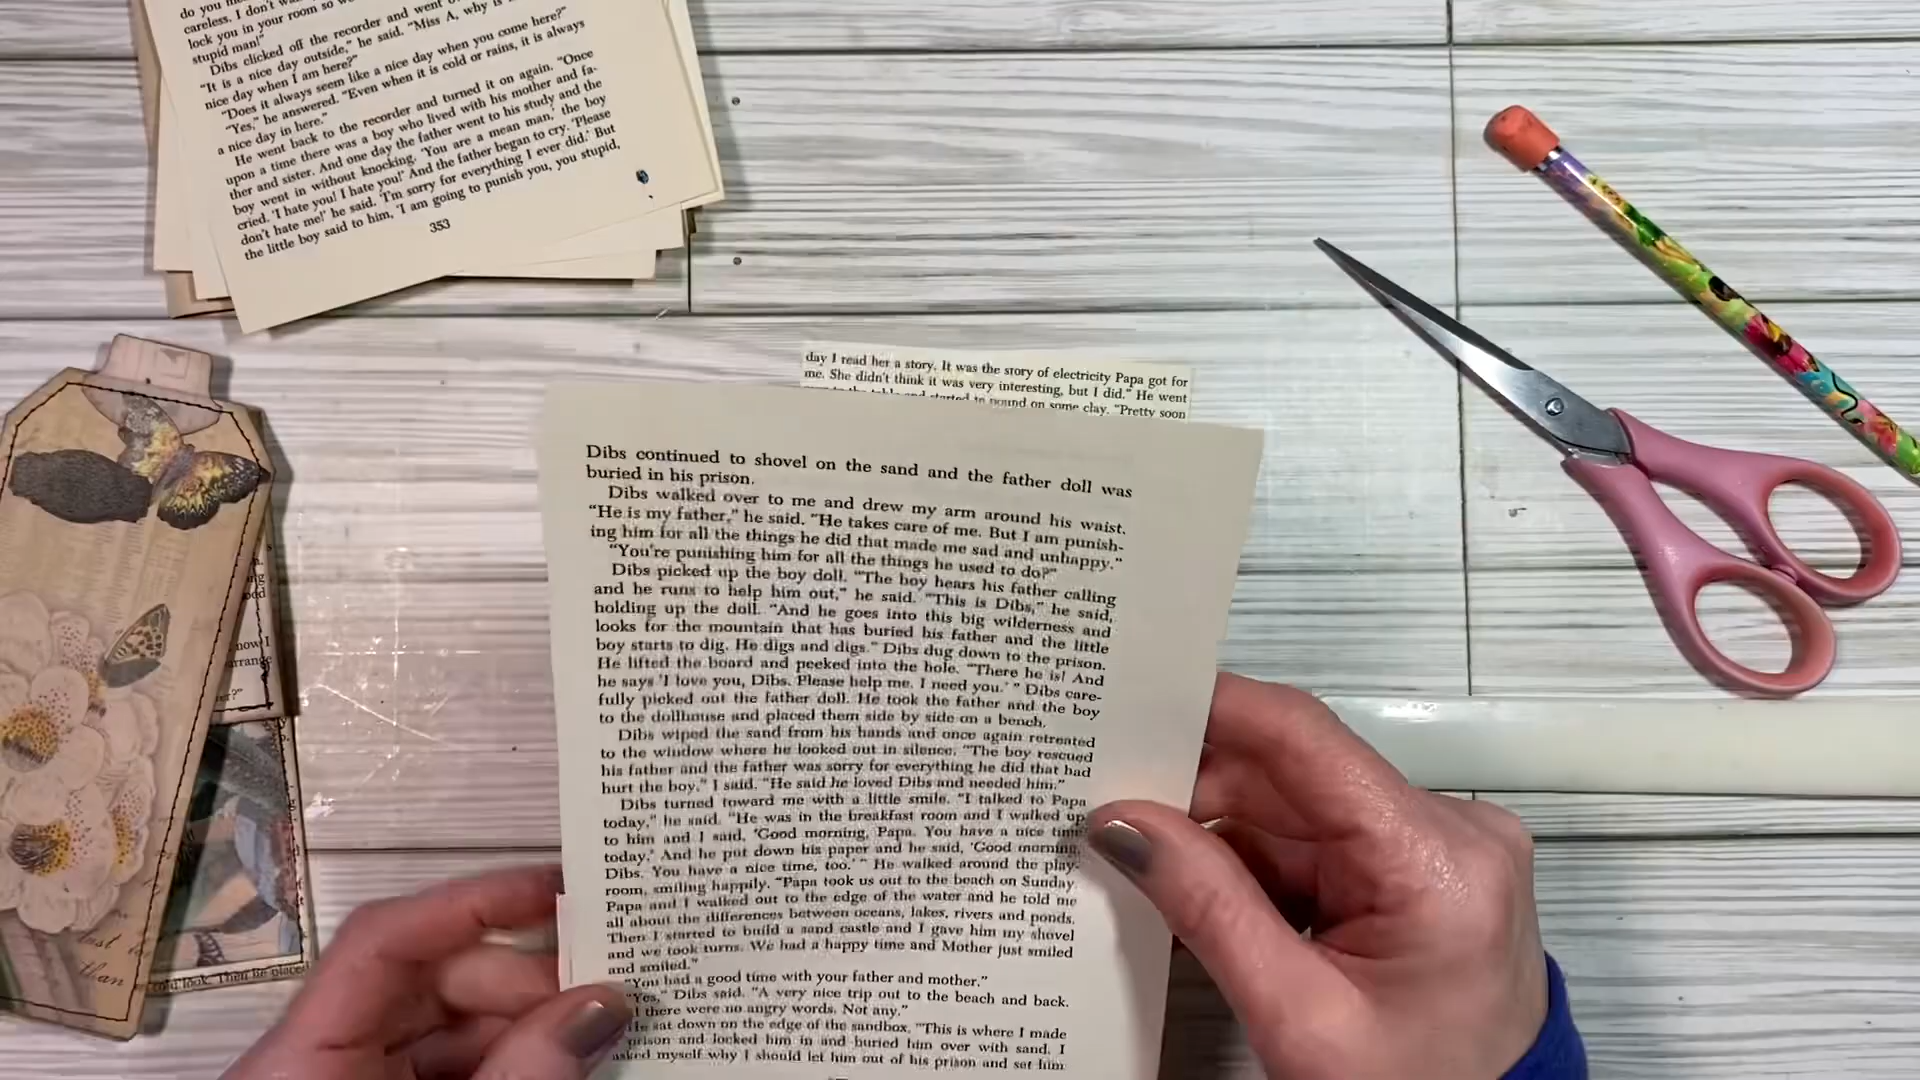 do you
careless. I don't
lock you in your room so
stupid man!"
Dibs clicked off the recorder and went
"It is a nice day outside," he said. "Miss A, why is
nice day when I am here?"
"Does it always seem like a nice day when you come here?"
"Yes," he answered. "Even when it is cold or rains, it is always
a nice day in here."
He went back to the recorder and turned it on again. "Once
upon a time there was a boy who lived with his mother and fa-
ther and sister. And one day the father went to his study and the
boy went in without knocking. 'You are a mean man,' the boy
cried. 'I hate you! I hate you!' And the father began to cry. 'Please
don't hate me!' he said. 'I'm sorry for everything I ever did.' But
the little boy said to him, 'I am going to punish you, you stupid,
353
day I read her a story. It was the story of electricity Papa got for
me. She didn't think it was very interesting, but I did." He went
over to the table and started to pound on some clay. "Pretty soon
Dibs continued to shovel on the sand and the father doll was
buried in his prison.
Dibs walked over to me and drew my arm around his waist.
"He is my father," he said. "He takes care of me. But I am punish-
ing him for all the things he did that made me sad and unhappy."
"You're punishing him for all the things he used to do?"
Dibs picked up the boy doll. "The boy hears his father calling
and he runs to help him out," he said. "This is Dibs," he said,
holding up the doll. "And he goes into this big wilderness and
looks for the mountain that has buried his father and the little
boy starts to dig. He digs and digs." Dibs dug down to the prison.
He lifted the board and peeked into the hole. "There he is! And
he says 'I love you, Dibs. Please help me. I need you.' " Dibs care-
fully picked out the father doll. He took the father and the boy
to the dollhouse and placed them side by side on a bench.
Dibs wiped the sand from his hands and once again retreated
to the window where he looked out in silence. "The boy rescued
his father and the father was sorry for everything he did that had
hurt the boy," I said. "He said he loved Dibs and needed him."
Dibs turned toward me with a little smile. "I talked to Papa
today," he said. "He was in the breakfast room and I walked up
to him and I said, 'Good morning, Papa. You have a nice time
today.' And he put down his paper and he said, 'Good morning,
Dibs. You have a nice time, too.' " He walked around the play-
room, smiling happily. "Papa took us out to the beach on Sunday.
Papa and I walked out to the edge of the water and he told me
all about the differences between oceans, lakes, rivers and ponds.
Then I started to build a sand castle and I gave him my shovel
and we took turns. We had a happy time and Mother just smiled
and smiled."
"You had a good time with your father and mother."
"Yes," Dibs said. "A very nice trip out to the beach and back.
there were no angry words. Not any."
He sat down on the edge of the sandbox. "This is where I made
prison and locked him in and buried him over with sand. I
asked myself why I should let him out of his prison and set him
now I
arrange
than
look. Then be placed